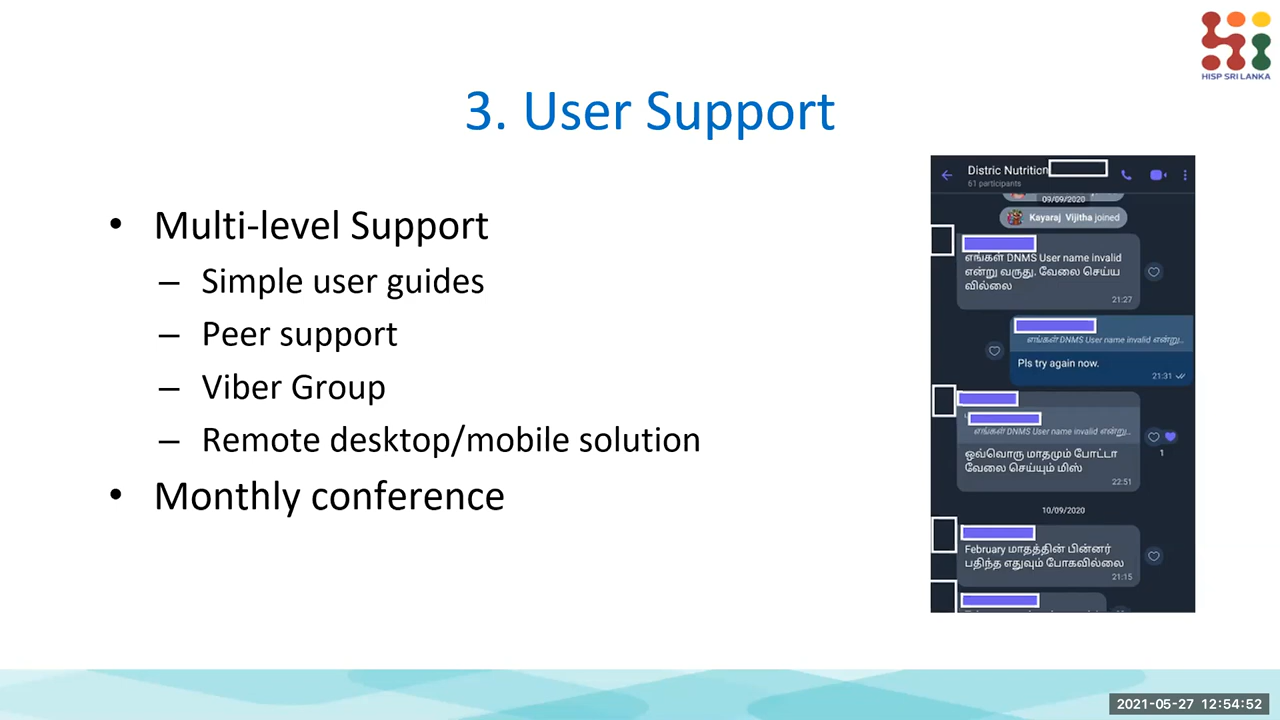 HISP SRI LANKA
3. User Support
• Multi-level Support
– Simple user guides
– Peer support
– Viber Group
– Remote desktop/mobile solution
• Monthly conference
Distric Nutrition
61 participants
09/09/2020
Kayaraj Vijitha joined
எங்கள் DNMS User name invalid
என்று வருது. வேலை செய்ய
வில்லை
21:27
எங்கள் DNMS User name invalid என்று...
Pls try again now.
21:31
எங்கள் DNMS User name invalid என்று...
ஒவ்வொரு மாதமும் போட்டா
வேலை செய்யும் மிஸ்
1
22:51
10/09/2020
February மாதத்தின் பின்னர்
பதிந்த எதுவும் போகவில்லை
21:15
2021-05-27 12:54:52